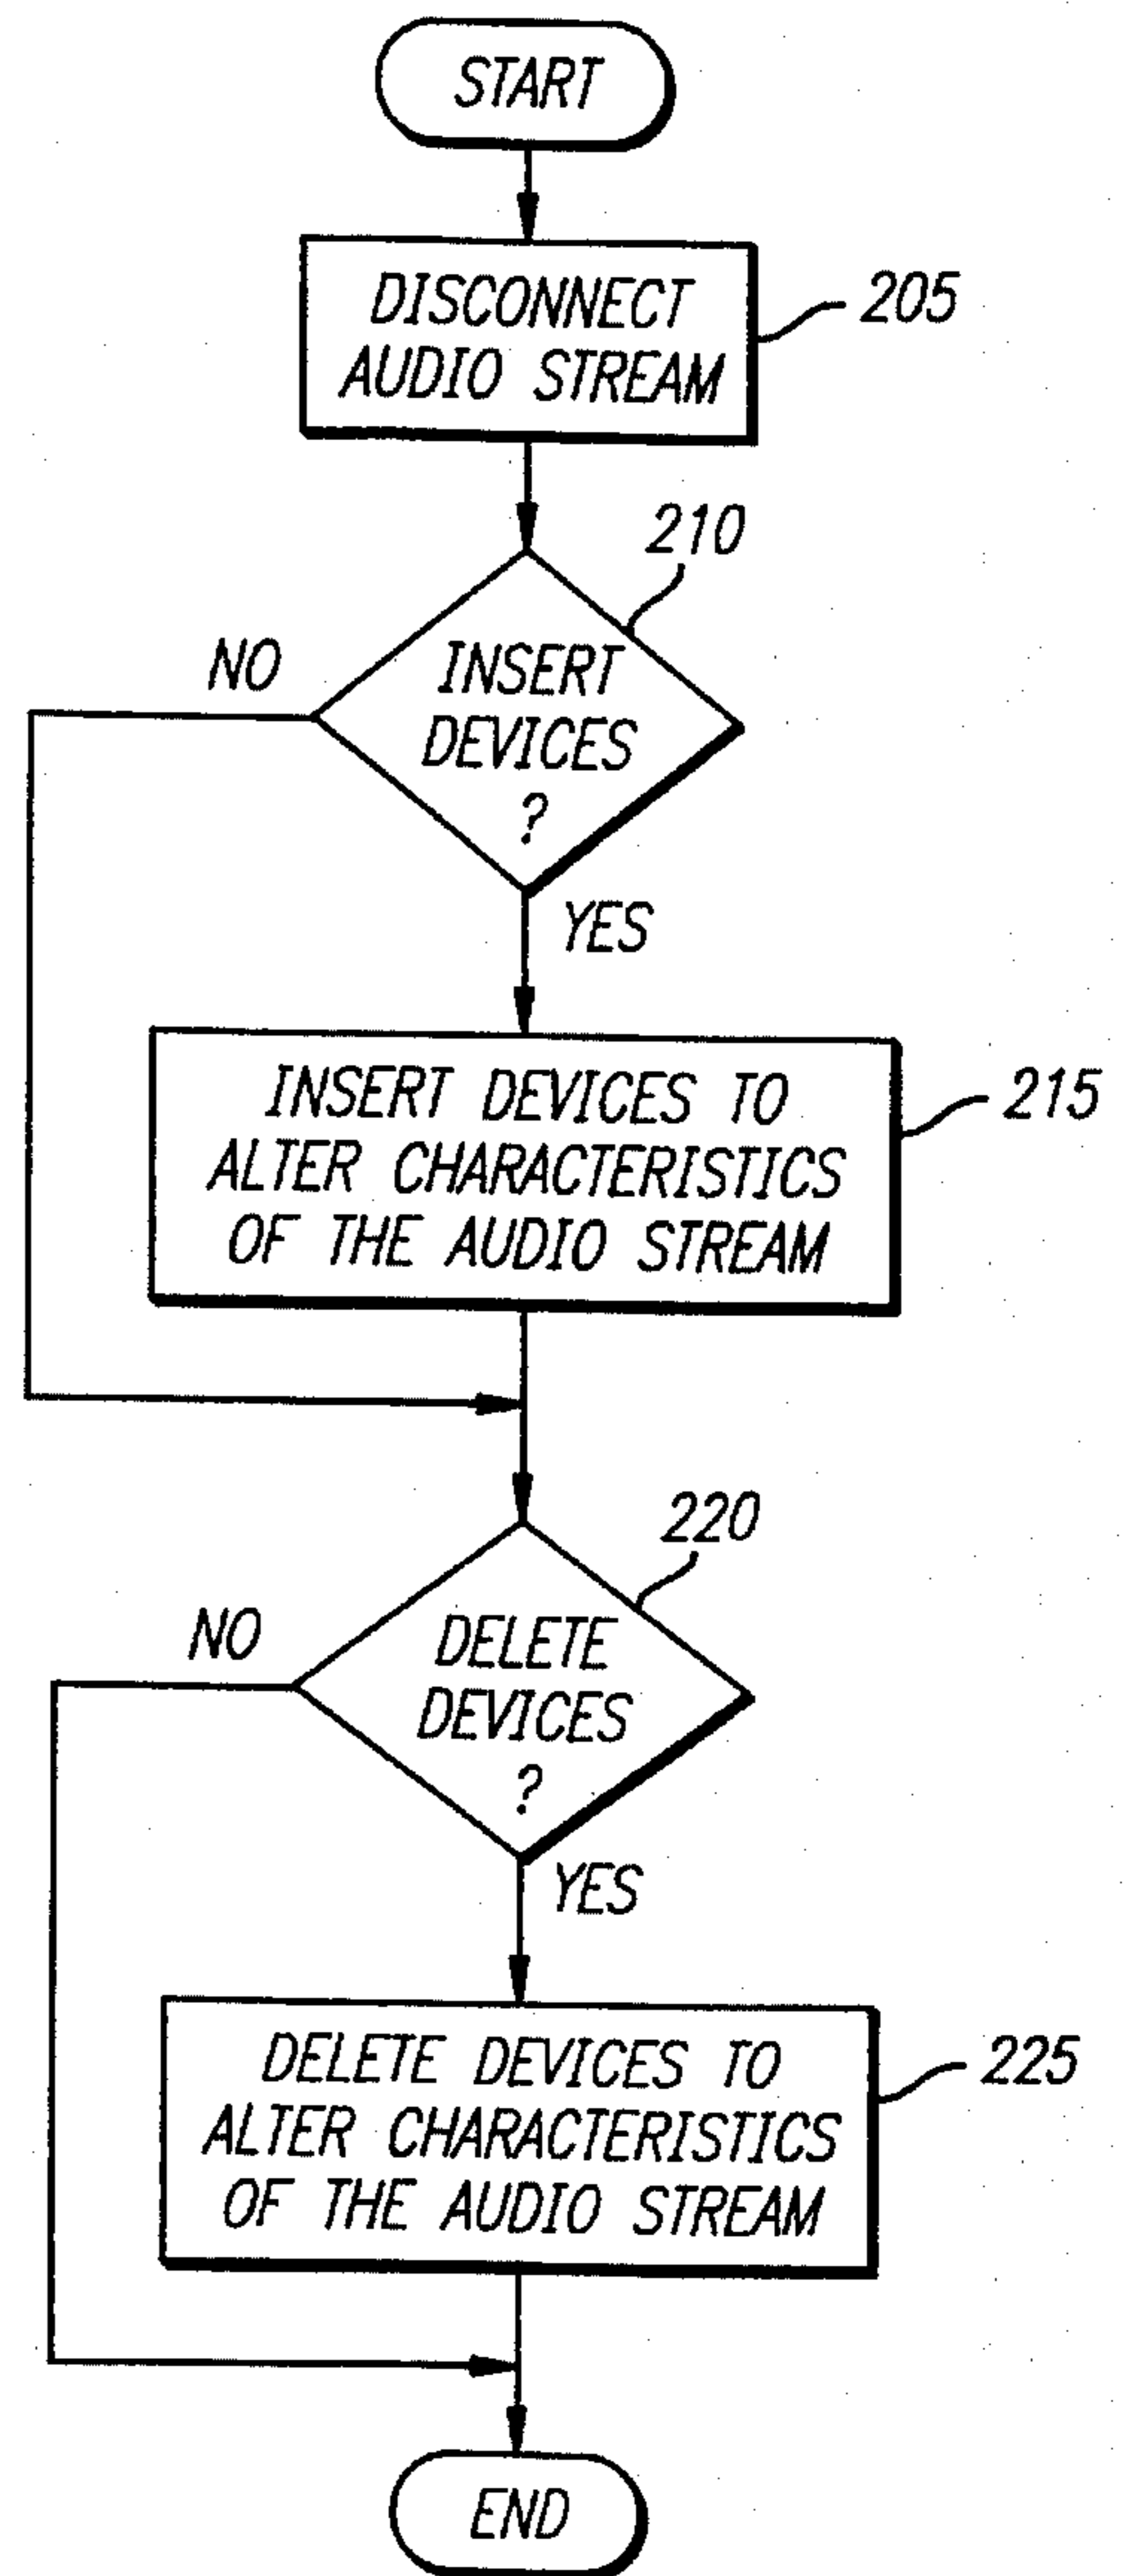 START
DISCONNECT
AUDIO STREAM
205
210
NO
INSERT
DEVICES
?
YES
INSERT DEVICES TO
ALTER CHARACTERISTICS
OF THE AUDIO STREAM
215
220
NO
DELETE
DEVICES
?
YES
DELETE DEVICES TO
ALTER CHARACTERISTICS
OF THE AUDIO STREAM
225
END